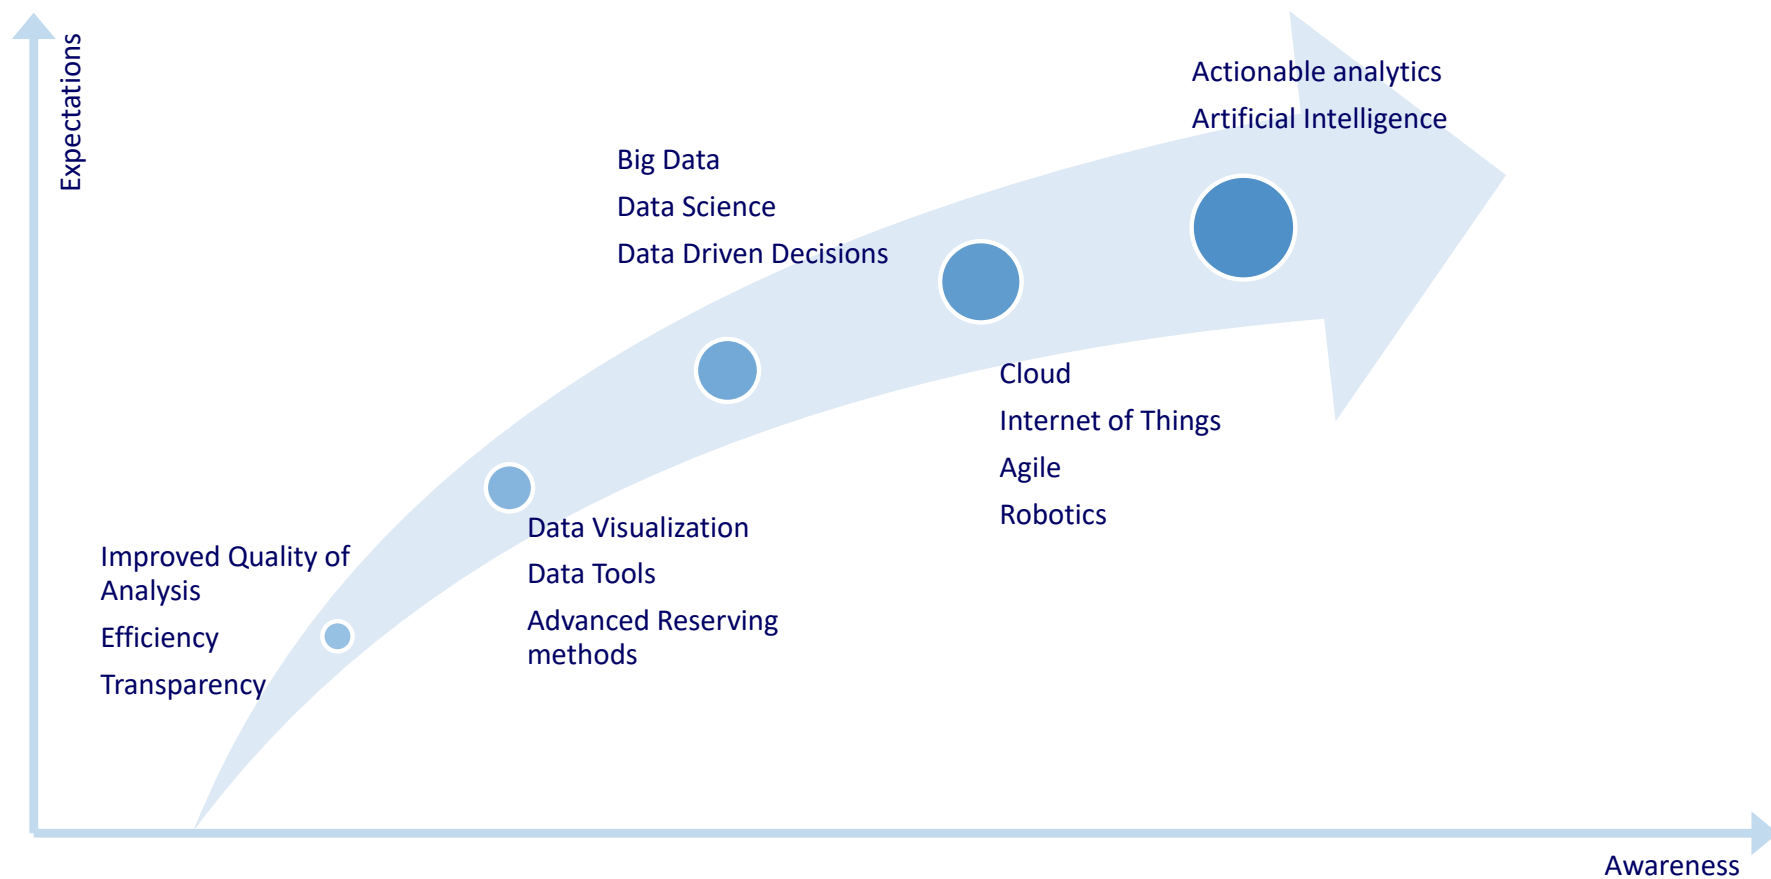 Expectations
Actionable analytics
Artificial Intelligence
Big Data
Data Science
Data Driven Decisions
Cloud
Internet of Things
Agile
Robotics
Data Visualization
Data Tools
Advanced Reserving
methods
Improved Quality of
Analysis
Efficiency
Transparency
Awareness